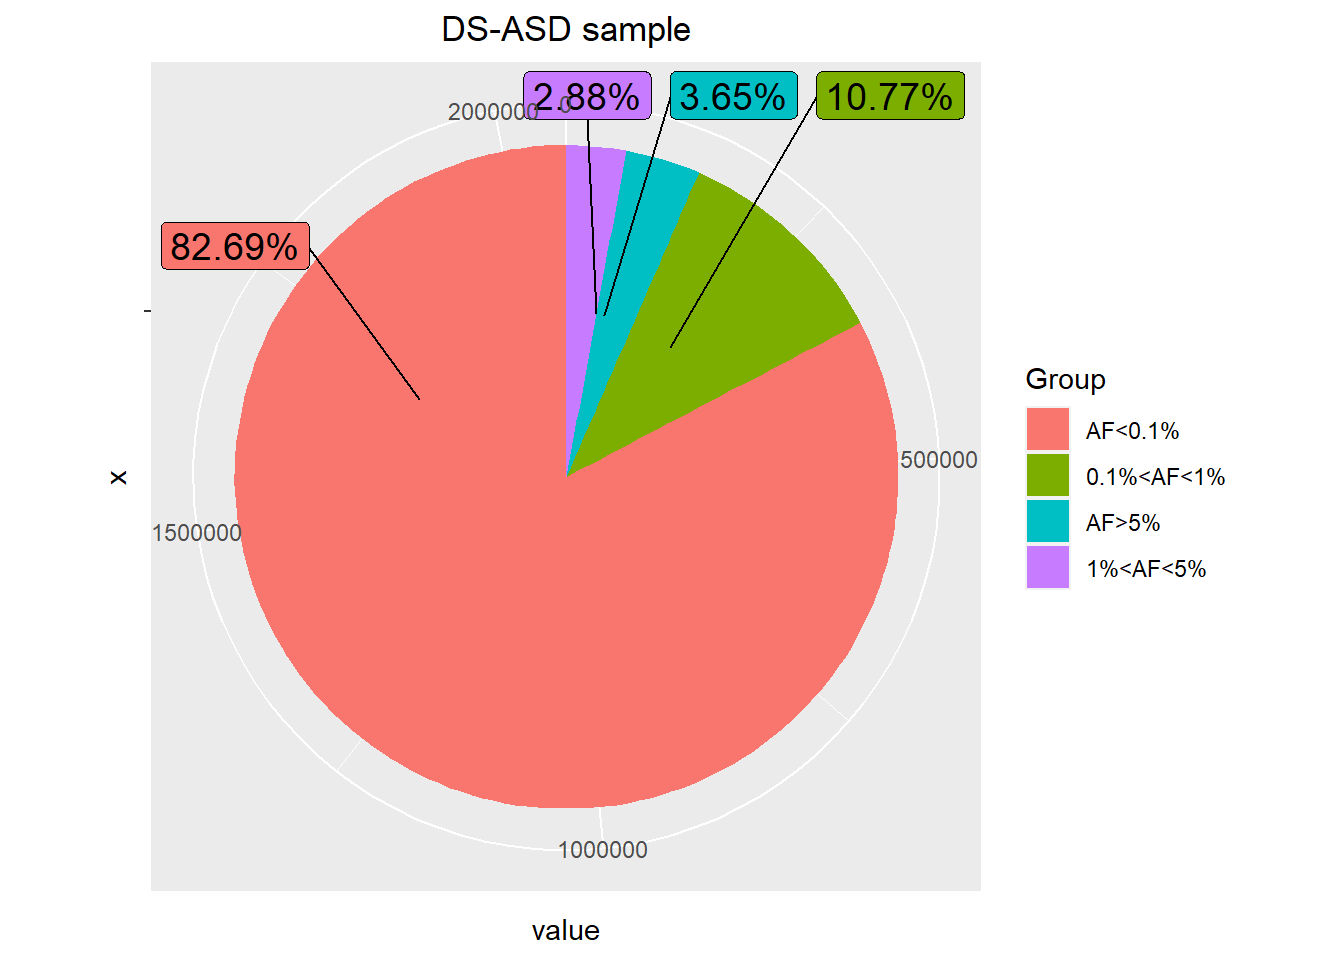 DS-ASD sample
2.88%
3.65%
10.77%
2000000
0
82.69%
Group
AF<0.1%
0.1%<AF<1%
AF>5%
1%<AF<5%
500000
x
1500000
1000000
value